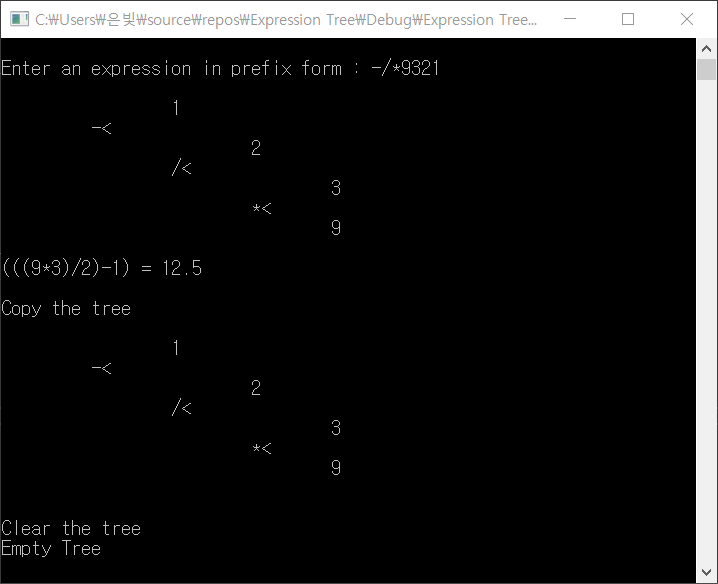 C:₩Users₩은빛₩source₩repos₩Expression Tree₩Debug₩Expression Tree...
Enter an expression in prefix form : -/*9321
1
-<
2
/<
3
*<
9
(((9*3)/2)-1) = 12.5
Copy the tree
1
-<
2
/<
3
*<
9
Clear the tree
Empty Tree